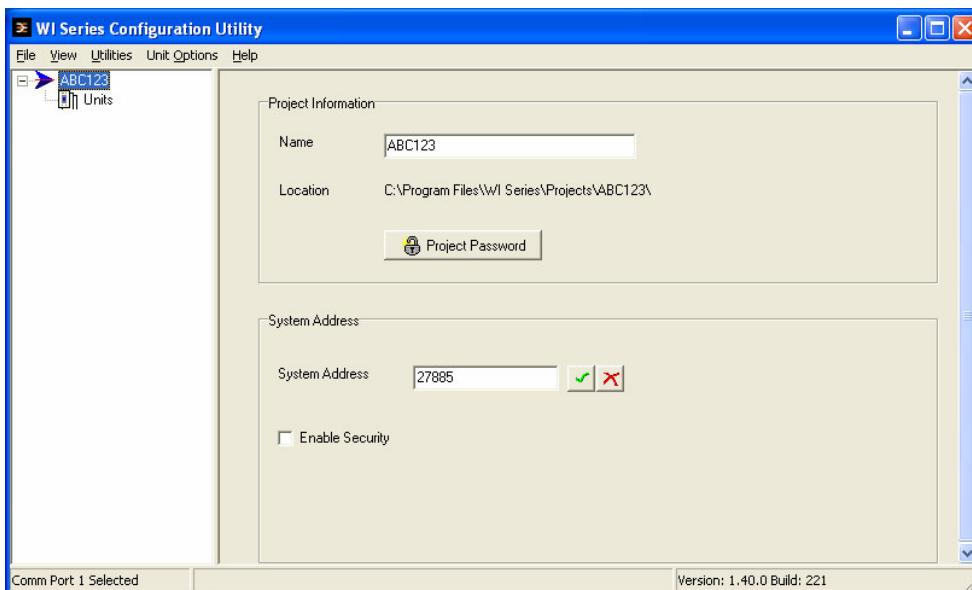 WI Series Configuration Utility
File View Utilities Unit Options Help
ABC123
Units
Project Information
Name ABC123
Location C:\Program Files\WI Series\Projects\ABC123\
Project Password
System Address
System Address 27885
Enable Security
Comm Port 1 Selected Version: 1.40.0 Build: 221